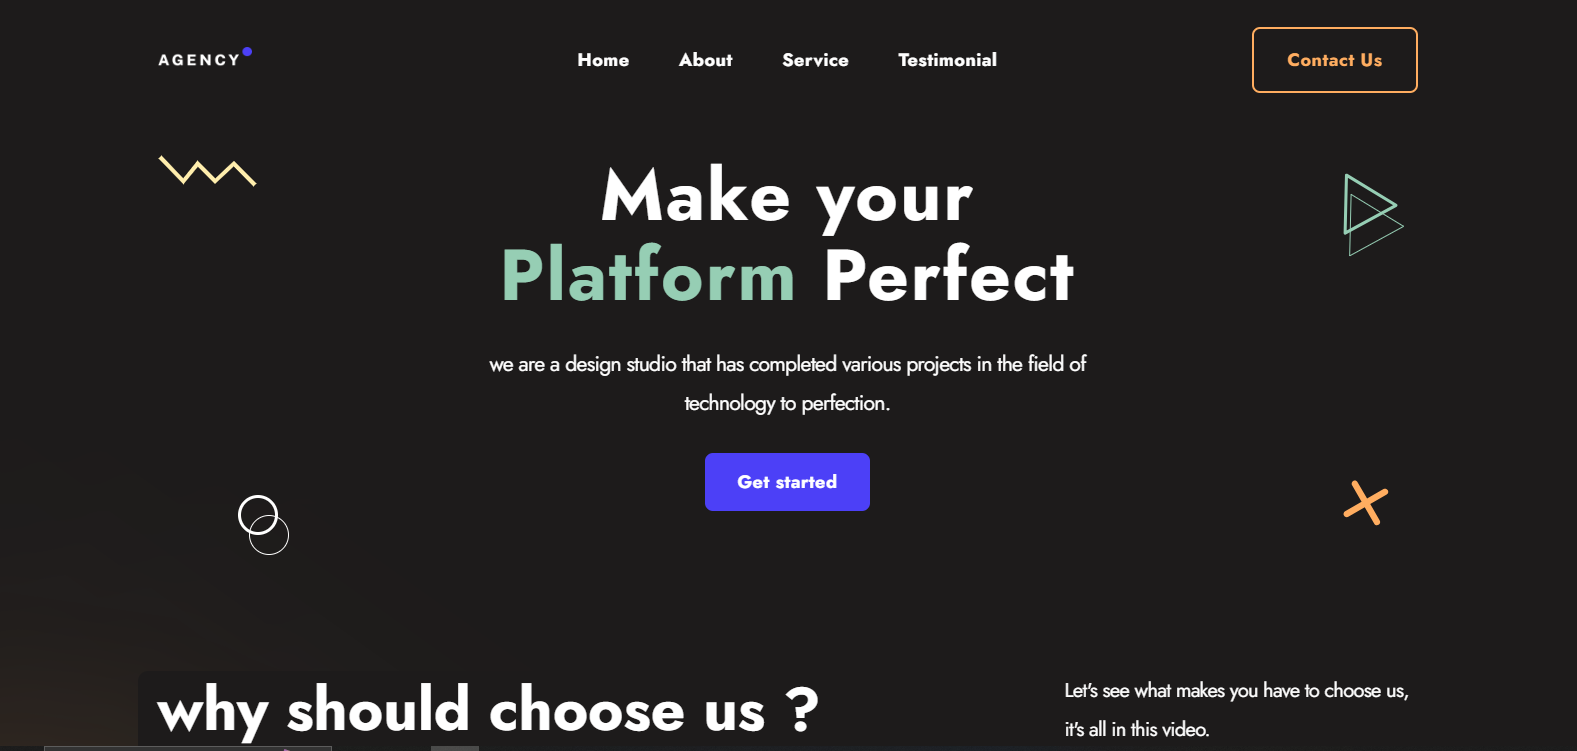 AGENCY
Home About Service Testimonial
Contact Us
Make your
Platform Perfect
we are a design studio that has completed various projects in the field of
technology to perfection.
Get started
why should choose us ?
Let's see what makes you have to choose us,
it's all in this video.